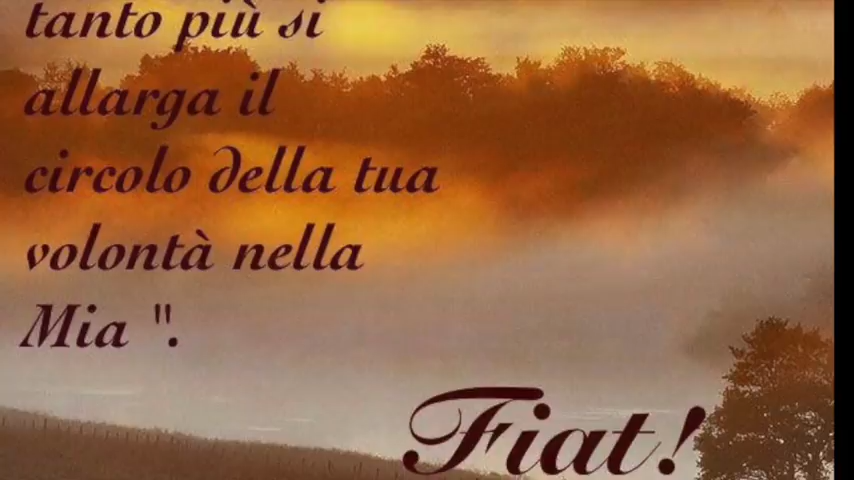 tanto più si
allarga il
circolo della tua
volontà nella
Mia ".
Fiat!